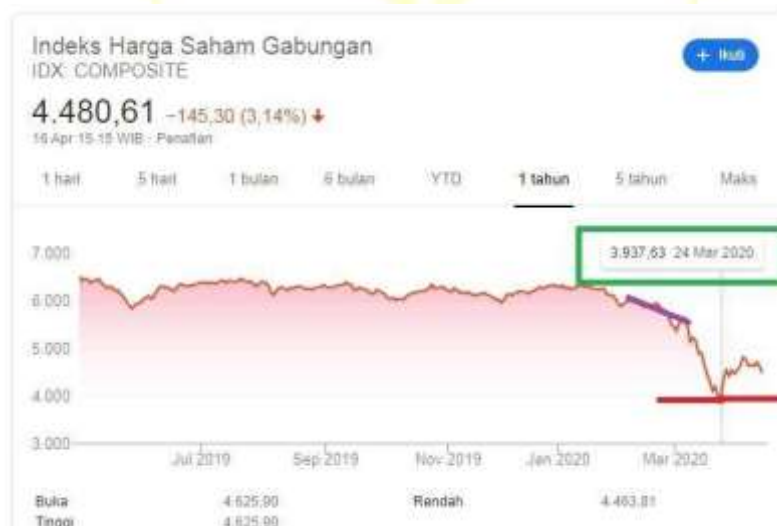 Indeks Harga Saham Gabungan
IDX: COMPOSITE
+ Ikuti
4.480,61 −145,30 (3,14%) ↓
16 Apr 15.15 WIB · Penafian
1 hari 5 hari 1 bulan 6 bulan YTD 1 tahun 5 tahun Maks
3.937,63 24 Mar 2020
7.000
6.000
5.000
4.000
3.000
Jul 2019 Sep 2019 Nov 2019 Jan 2020 Mar 2020
Buka 4.625,90 Rendah 4.463,81
Tinggi 4.625,90